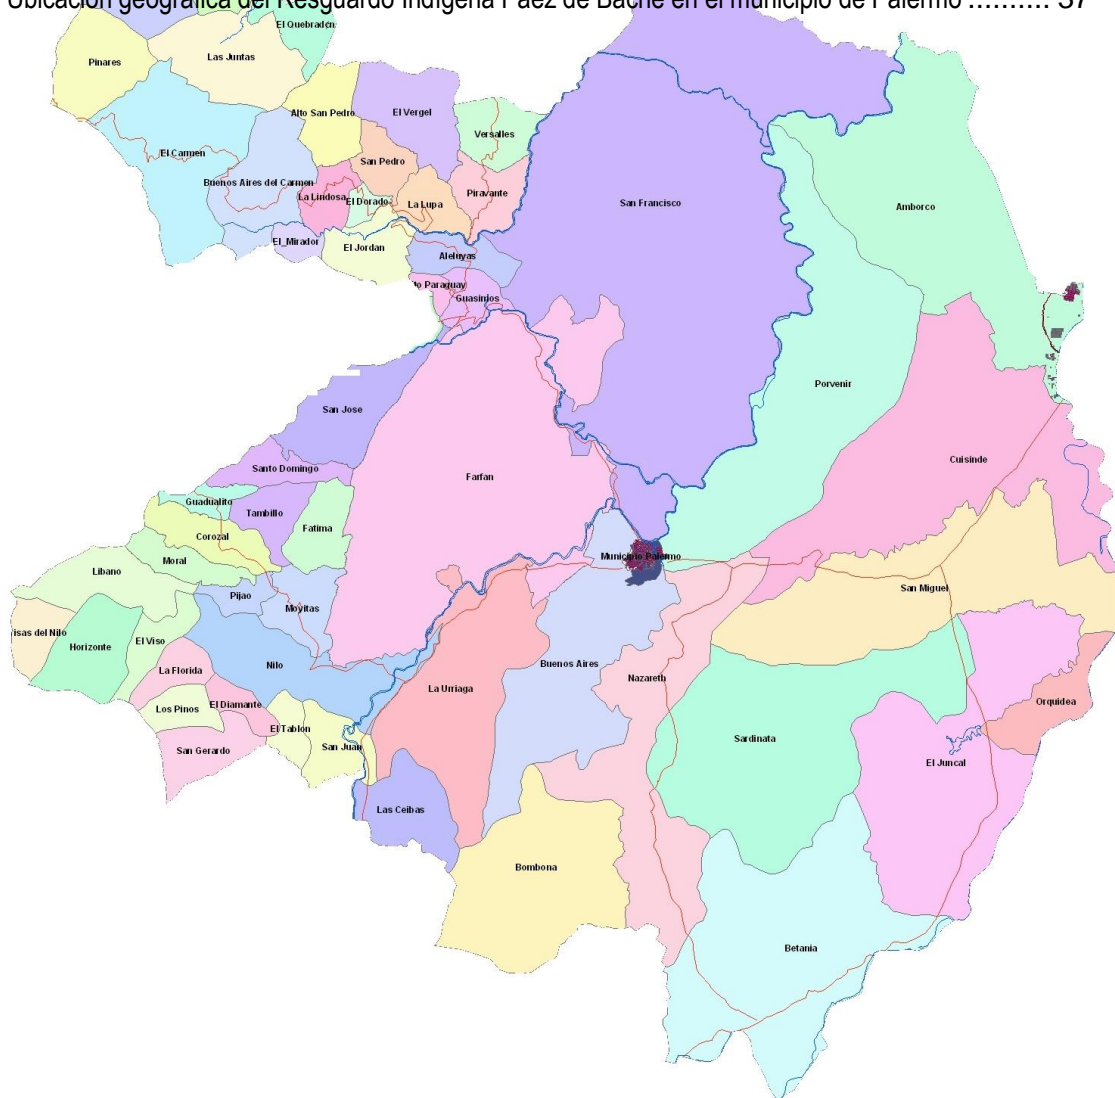 Ubicación geográfica del Resguardo Indígena Páez de Bache en el municipio de Palermo .......... 37
El Quebradon
Las Juntas
Pinares
Alto San Pedro
El Vergel
Versalles
El Carmen
San Pedro
Buenos Aires del Carmen
La Lindosa
El Dorado
La Lupa
Piravante
San Francisco
Amborco
El_Mirador
El Jordan
Aleluyas
to Paraguay
Guasimos
Porvenir
San Jose
Cuisinde
Santo Domingo
Farfan
Guadualito
Tambillo
Fatima
Corozal
Moral
Municipio Palermo
Libano
Pijao
Moyitas
San Miguel
isas del Nilo
Horizonte
El Viso
La Florida
Nilo
Buenos Aires
Nazareth
La Urriaga
Los Pinos
El Diamante
Orquidea
El Tablon
San Juan
San Gerardo
Sardinata
El Juncal
Las Ceibas
Bombona
Betania